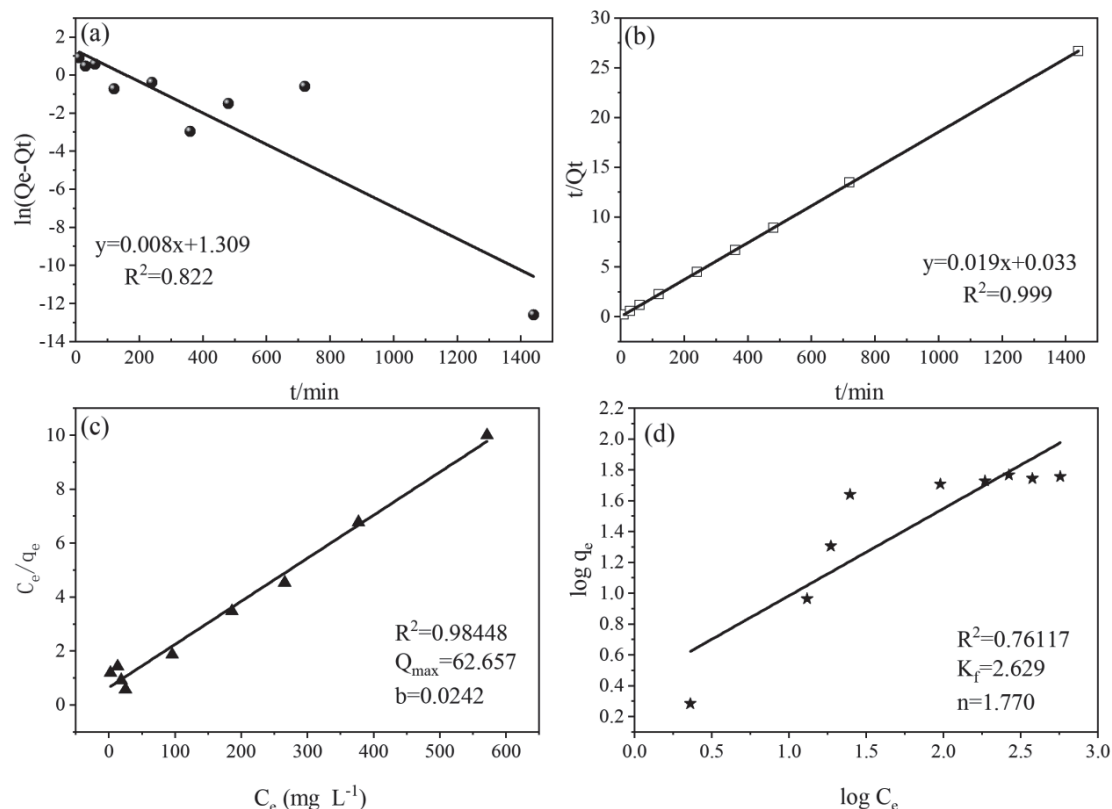 (a)
2
0
-2
-4
-6
-8
-10
-12
-14
ln(Qe-Qt)
y=0.008x+1.309
R²=0.822
200 400 600 800 1000 1200 1400
t/min
(b)
25
20
15
10
5
0
t/Qt
y=0.019x+0.033
R²=0.999
0 200 400 600 800 1000 1200 1400
t/min
(c)
10
8
6
4
2
0
Cₑ/qₑ
R²=0.98448
Qmax=62.657
b=0.0242
0 100 200 300 400 500 600
Cₑ (mg L⁻¹)
(d)
2.2
2.0
1.8
1.6
1.4
1.2
1.0
0.8
0.6
0.4
0.2
log qₑ
R²=0.76117
Kf=2.629
n=1.770
0.0 0.5 1.0 1.5 2.0 2.5 3.0
log Cₑ